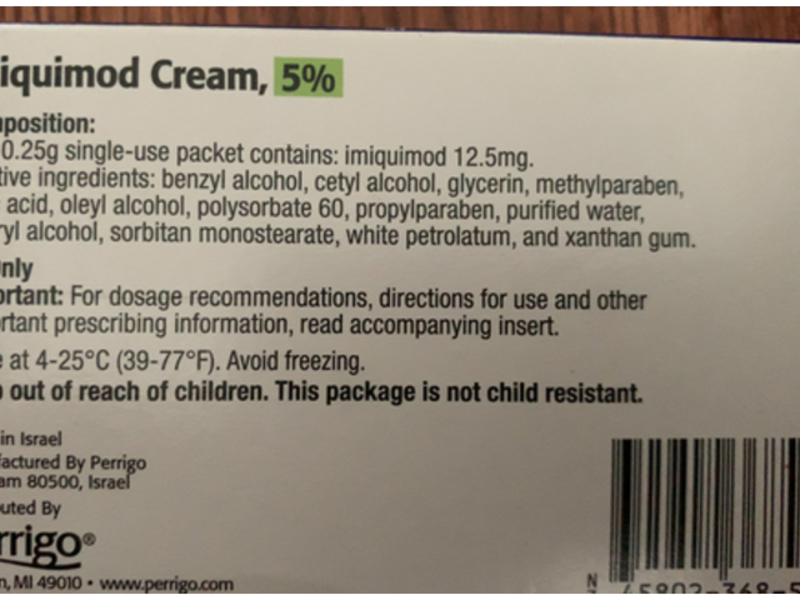 iquimod Cream, 5%
position:
0.25g single-use packet contains: imiquimod 12.5mg.
tive ingredients: benzyl alcohol, cetyl alcohol, glycerin, methylparaben,
acid, oleyl alcohol, polysorbate 60, propylparaben, purified water,
ryl alcohol, sorbitan monostearate, white petrolatum, and xanthan gum.
nly
ortant: For dosage recommendations, directions for use and other
rtant prescribing information, read accompanying insert.
e at 4-25°C (39-77°F). Avoid freezing.
p out of reach of children. This package is not child resistant.
in Israel
factured By Perrigo
am 80500, Israel
uted By
rrigo®
n, MI 49010 • www.perrigo.com
N 45802-368-5